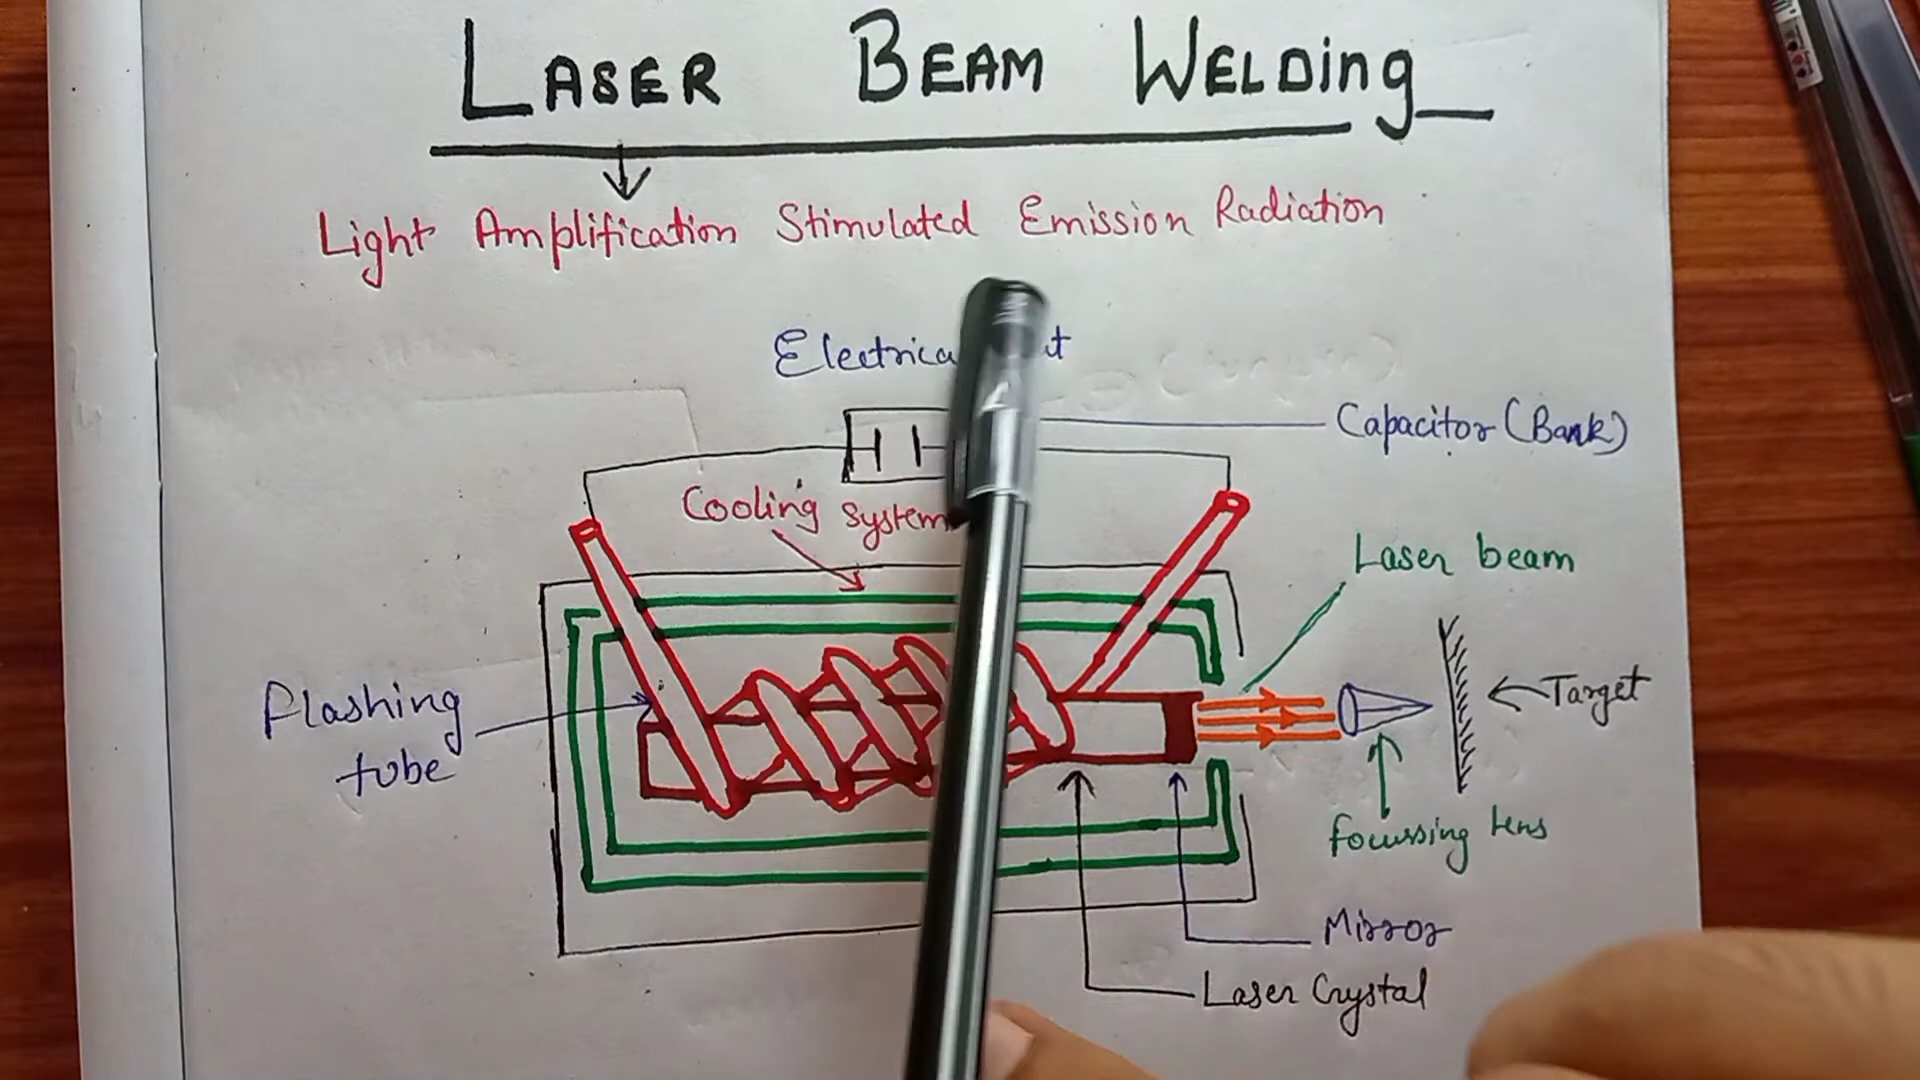 LASER BEAM WELDing
Light Amplification Stimulated Emission Radiation
Capacitor (Bank)
Cooling system
Laser beam
Flashing
tube
Target
focussing lens
Mirror
Laser Crystal